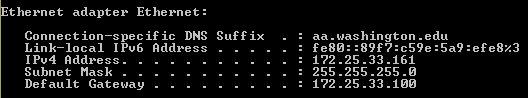 Ethernet adapter Ethernet:
Connection-specific DNS Suffix  . : aa.washington.edu
Link-local IPv6 Address . . . . . : fe80::89f7:c59e:5a9:efe8%3
IPv4 Address. . . . . . . . . . . : 172.25.33.161
Subnet Mask . . . . . . . . . . . : 255.255.255.0
Default Gateway . . . . . . . . . : 172.25.33.100